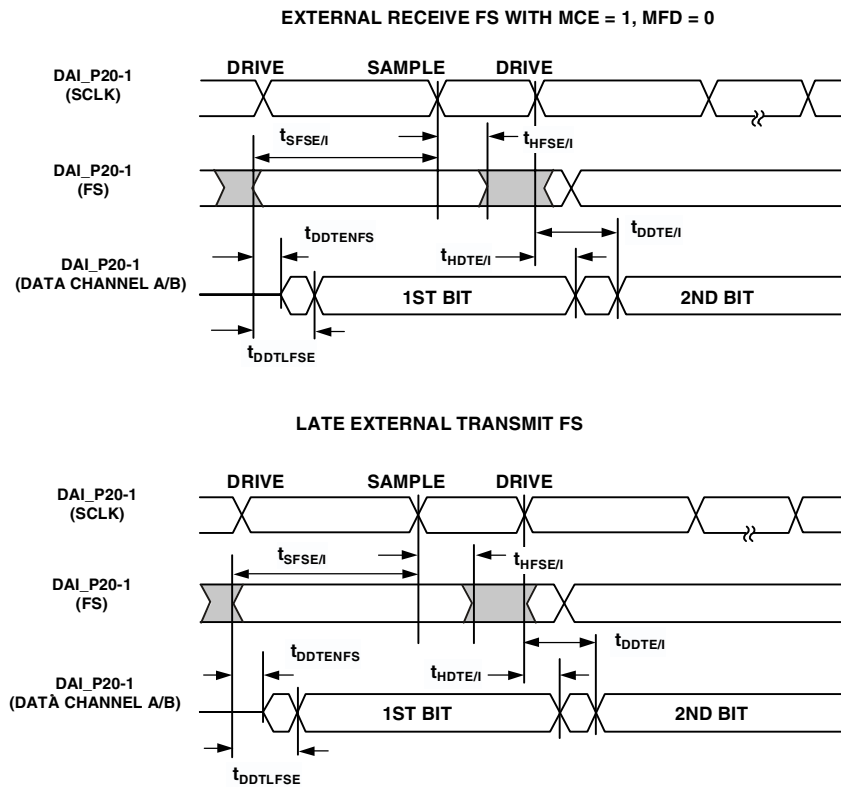 EXTERNAL RECEIVE FS WITH MCE = 1, MFD = 0
DAI_P20-1
(SCLK)
DRIVE SAMPLE DRIVE
tSFSE/I
tHFSE/I
DAI_P20-1
(FS)
tDDTENFS
tHDTE/I
tDDTE/I
DAI_P20-1
(DATA CHANNEL A/B)
1ST BIT 2ND BIT
tDDTLFSE
LATE EXTERNAL TRANSMIT FS
DAI_P20-1
(SCLK)
DRIVE SAMPLE DRIVE
tSFSE/I
tHFSE/I
DAI_P20-1
(FS)
tDDTENFS
tHDTE/I
tDDTE/I
DAI_P20-1
(DATA CHANNEL A/B)
1ST BIT 2ND BIT
tDDTLFSE